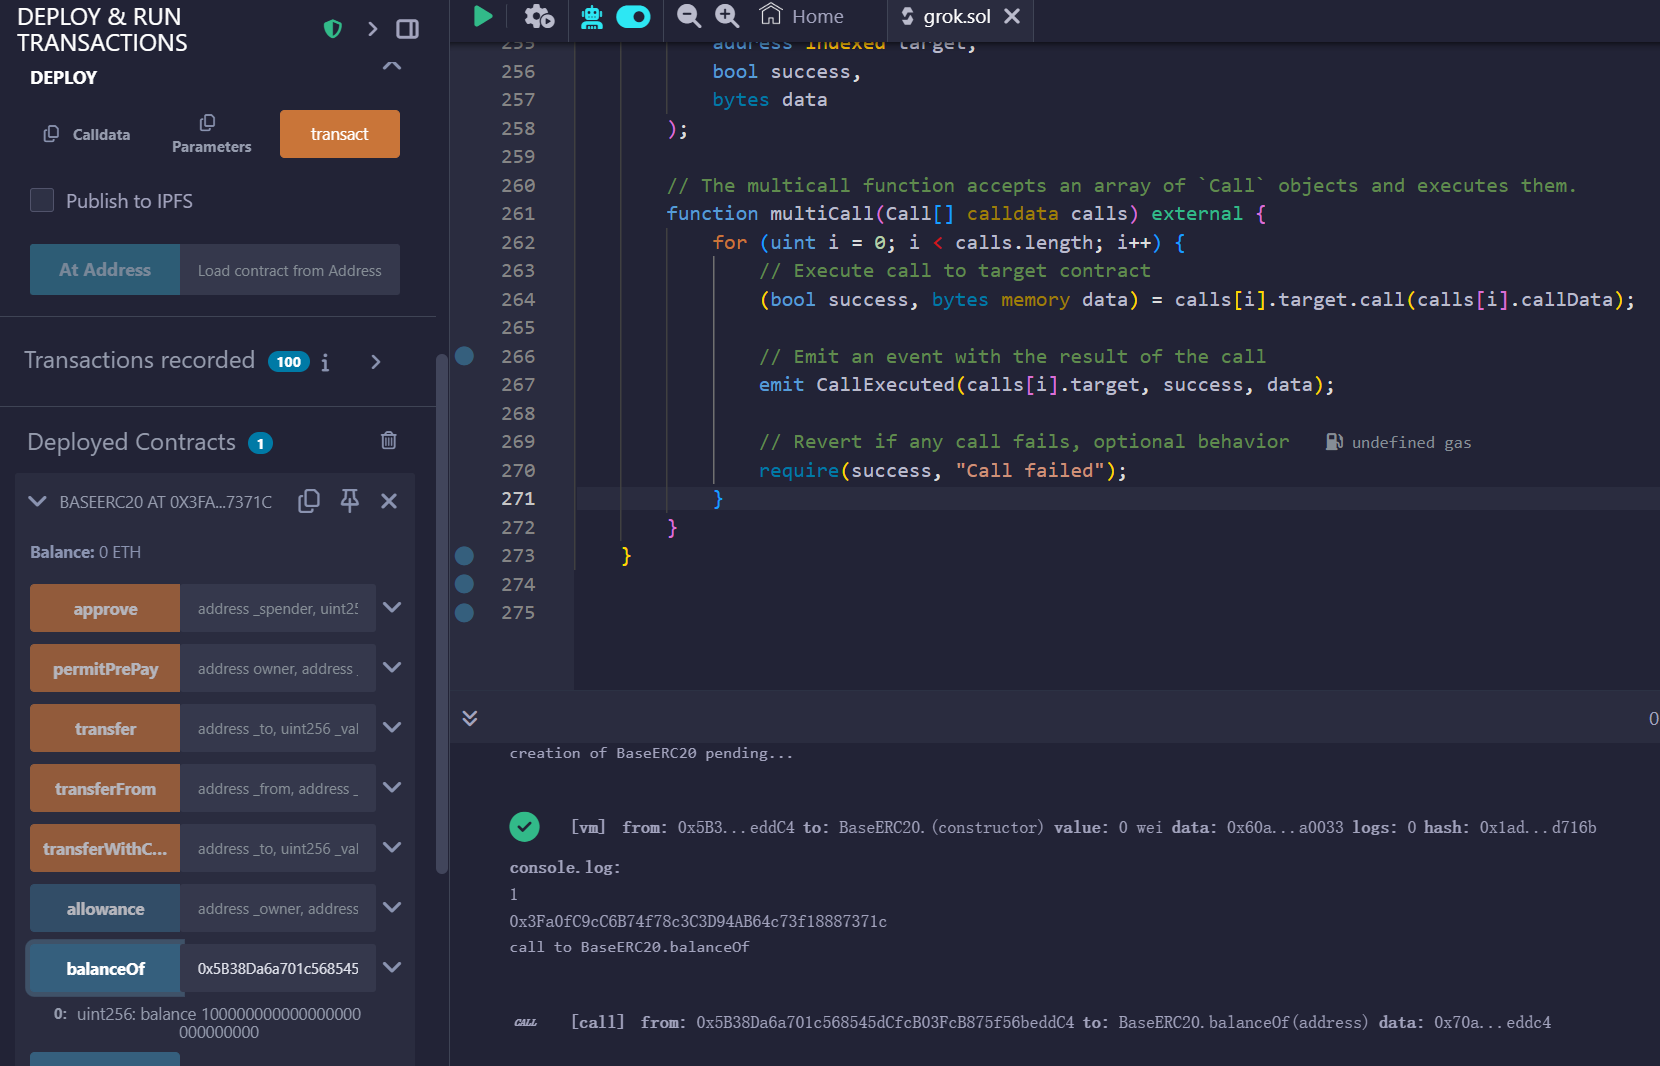 DEPLOY & RUN
TRANSACTIONS
DEPLOY
Calldata
Parameters
transact
Publish to IPFS
At Address
Load contract from Address
Transactions recorded 100 i
Deployed Contracts 1
BASEERC20 AT 0X3FA...7371C
Balance: 0 ETH
approve address _spender, uint25
permitPrePay address owner, address _
transfer address _to, uint256 _val
transferFrom address _from, address _
transferWithC... address _to, uint256 _val
allowance address _owner, address
balanceOf 0x5B38Da6a701c568545
0: uint256: balance 100000000000000000
000000000
Home
grok.sol
255 address indexed target,
256 bool success,
257 bytes data
258 );
259
260 // The multicall function accepts an array of `Call` objects and executes them.
261 function multiCall(Call[] calldata calls) external {
262 for (uint i = 0; i < calls.length; i++) {
263 // Execute call to target contract
264 (bool success, bytes memory data) = calls[i].target.call(calls[i].callData);
265
266 // Emit an event with the result of the call
267 emit CallExecuted(calls[i].target, success, data);
268
269 // Revert if any call fails, optional behavior undefined gas
270 require(success, "Call failed");
271 }
272 }
273 }
274
275
0
creation of BaseERC20 pending...
[vm] from: 0x5B3...eddC4 to: BaseERC20.(constructor) value: 0 wei data: 0x60a...a0033 logs: 0 hash: 0x1ad...d716b
console.log:
1
0x3Fa0fC9cC6B74f78c3C3D94AB64c73f18887371c
call to BaseERC20.balanceOf
CALL [call] from: 0x5B38Da6a701c568545dCfcB03FcB875f56beddC4 to: BaseERC20.balanceOf(address) data: 0x70a...eddc4